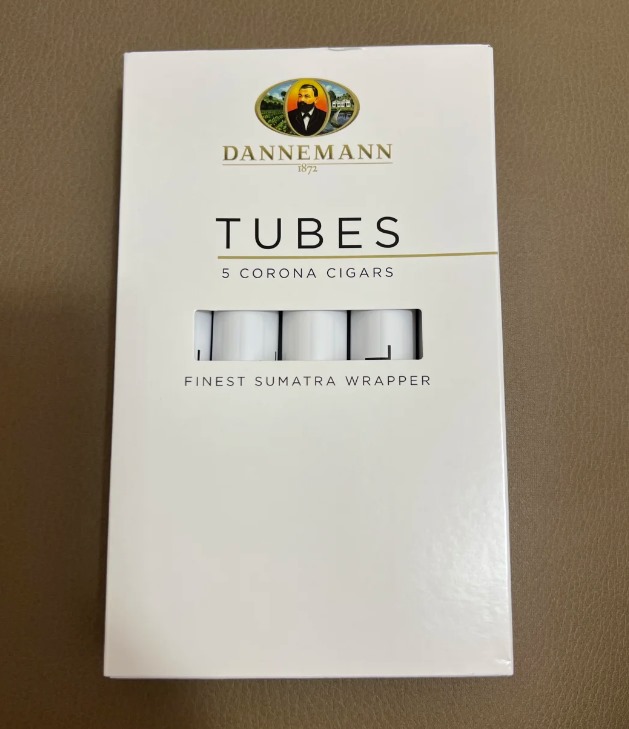 DANNEMANN
1872
TUBES
5 CORONA CIGARS
FINEST SUMATRA WRAPPER